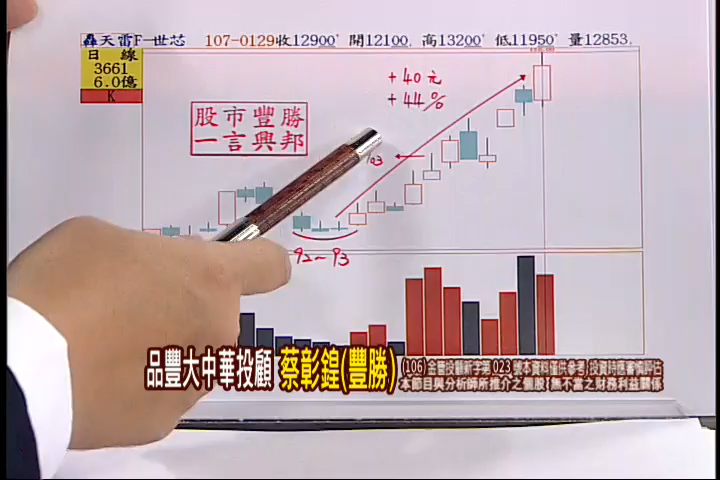 轟天雷F-世芯 107-0129收12900' 開12100, 高13200' 低11950' 量12853,
日 線
3661
6.0億
K
+40 元
+44%
股市豐勝
一言興邦
103
92~93
品豐大中華投顧 蔡彰鍠(豐勝)
(106)金管投顧新字第023號本資料僅供參考,投資時應審慎評估
本節目與分析師所推介之個股,無不當之財務利益關係